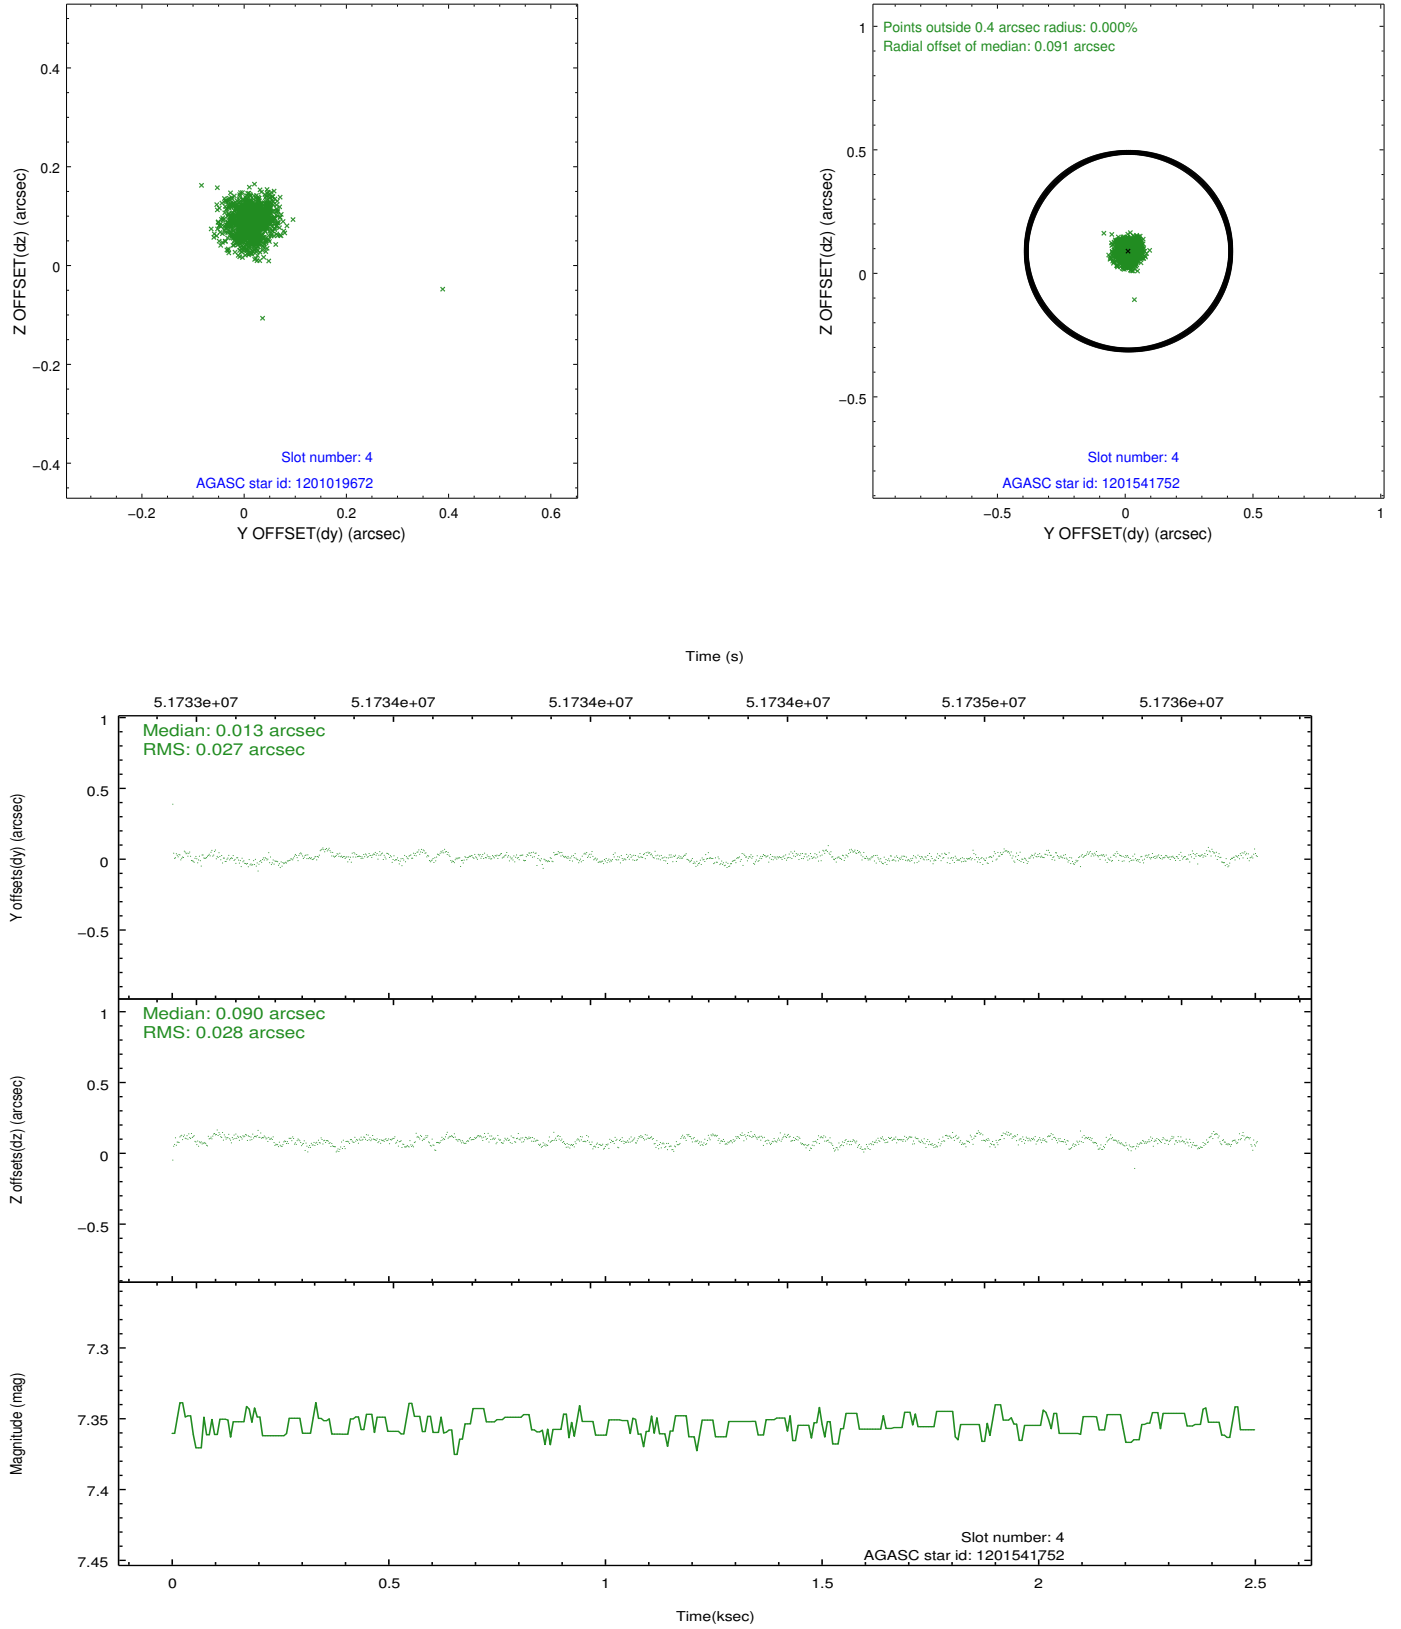 0.4
0.2
0
−0.2
−0.4
Z OFFSET(dz) (arcsec)
Slot number: 4
AGASC star id: 1201019672
−0.2 0 0.2 0.4 0.6
Y OFFSET(dy) (arcsec)
Points outside 0.4 arcsec radius: 0.000%
Radial offset of median: 0.091 arcsec
1
0.5
0
−0.5
Z OFFSET(dz) (arcsec)
Slot number: 4
AGASC star id: 1201541752
−0.5 0 0.5 1
Y OFFSET(dy) (arcsec)
Time (s)
5.1733e+07 5.1734e+07 5.1734e+07 5.1734e+07 5.1735e+07 5.1736e+07
Median: 0.013 arcsec
RMS: 0.027 arcsec
1
0.5
0
−0.5
Y offsets(dy) (arcsec)
Median: 0.090 arcsec
RMS: 0.028 arcsec
1
0.5
0
−0.5
Z offsets(dz) (arcsec)
7.3
7.35
7.4
7.45
Magnitude (mag)
Slot number: 4
AGASC star id: 1201541752
0 0.5 1 1.5 2 2.5
Time(ksec)